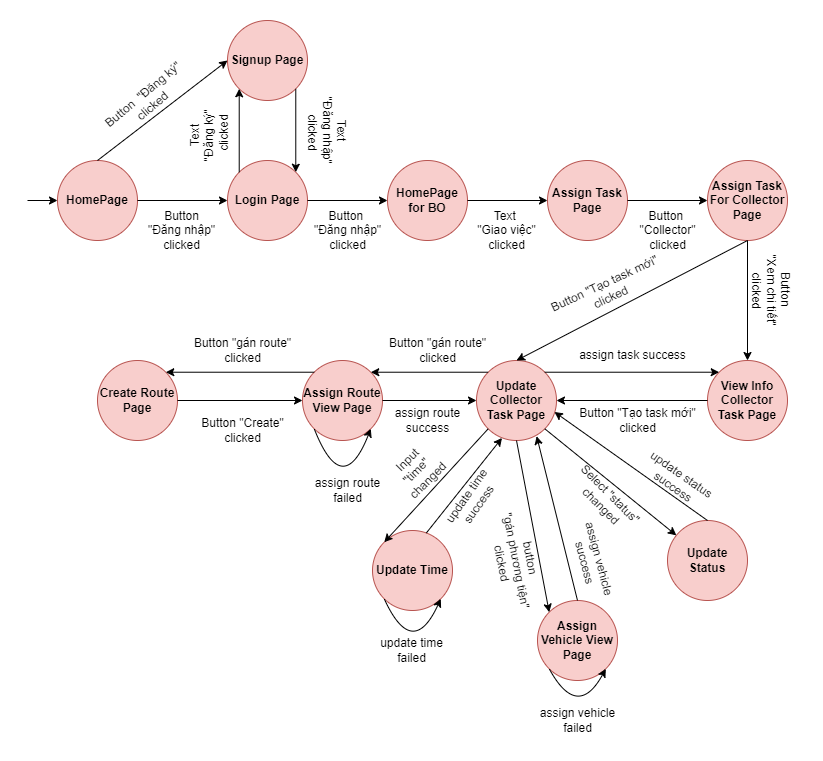 Signup Page
Button "Đăng ký"
clicked
Text
"Đăng ký"
clicked
Text
"Đăng nhập"
clicked
HomePage
Login Page
HomePage
for BO
Assign Task
Page
Assign Task
For Collector
Page
Button
"Đăng nhập"
clicked
Button
"Đăng nhập"
clicked
Text
"Giao việc"
clicked
Button
"Collector"
clicked
Button "Tạo task mới"
clicked
Button
"Xem chi tiết"
clicked
Button "gán route"
clicked
Button "gán route"
clicked
assign task success
Create Route
Page
Assign Route
View Page
Update
Collector
Task Page
View Info
Collector
Task Page
Button "Create"
clicked
assign route
success
Button "Tạo task mới"
clicked
assign route
failed
Input
"time"
changed
update time
success
Select "status"
changed
update status
success
button
"gán phương tiện"
clicked
assign vehicle
success
Update Time
Update
Status
update time
failed
Assign
Vehicle View
Page
assign vehicle
failed